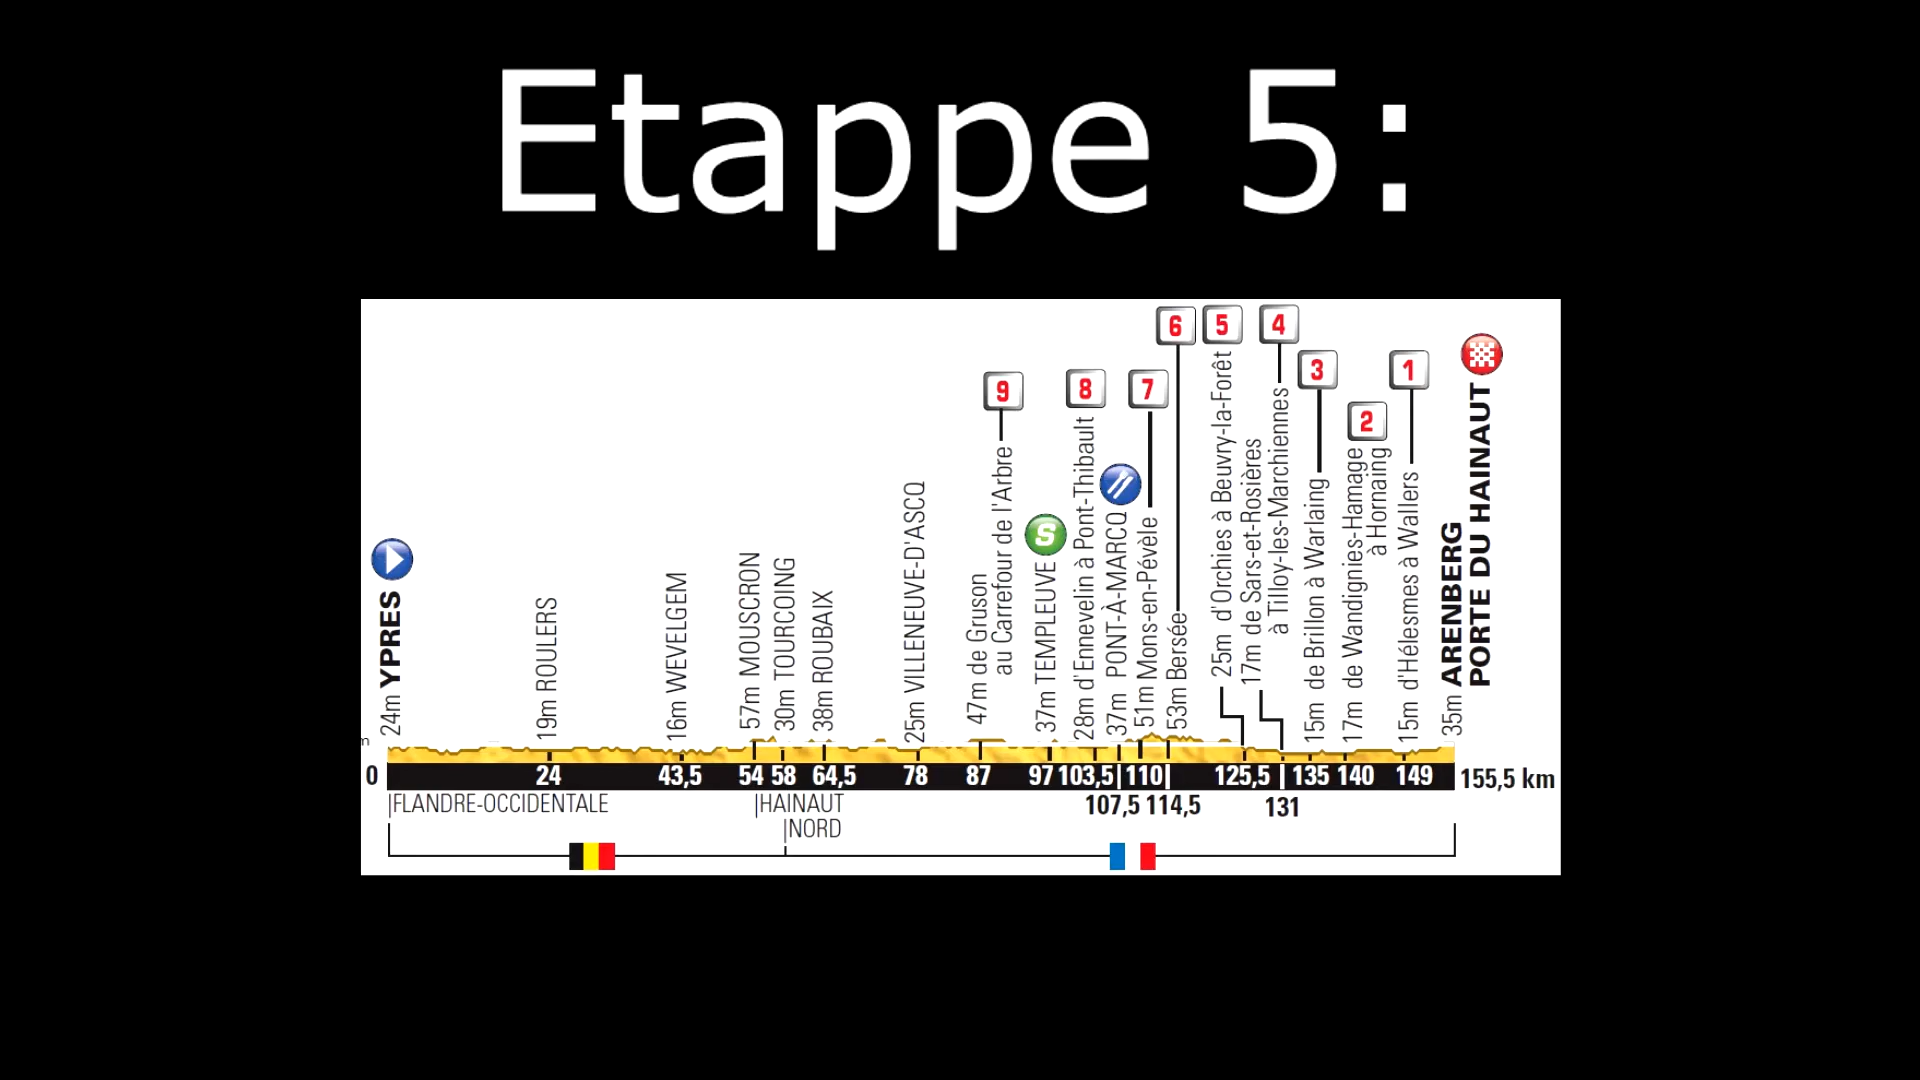 Etappe 5:
24m YPRES
19m ROULERS
16m WEVELGEM
57m MOUSCRON
30m TOURCOING
38m ROUBAIX
25m VILLENEUVE-D'ASCQ
9
47m de Gruson
au Carrefour de l'Arbre
S
37m TEMPLEUVE
8
28m d'Ennevelin à Pont-Thibault
37m PONT-À-MARCQ
7
51m Mons-en-Pévèle
6
53m Bersée
5
25m d'Orchies à Beuvry-la-Forêt
4
17m de Sars-et-Rosières
à Tilloy-les-Marchiennes
3
15m de Brillon à Warlaing
2
17m de Wandignies-Hamage
à Hornaing
1
15m d'Hélesmes à Wallers
35m ARENBERG
PORTE DU HAINAUT
m
0 24 43,5 54 58 64,5 78 87 97 103,5 110 125,5 135 140 149 155,5 km
107,5 114,5 131
FLANDRE-OCCIDENTALE
HAINAUT
NORD